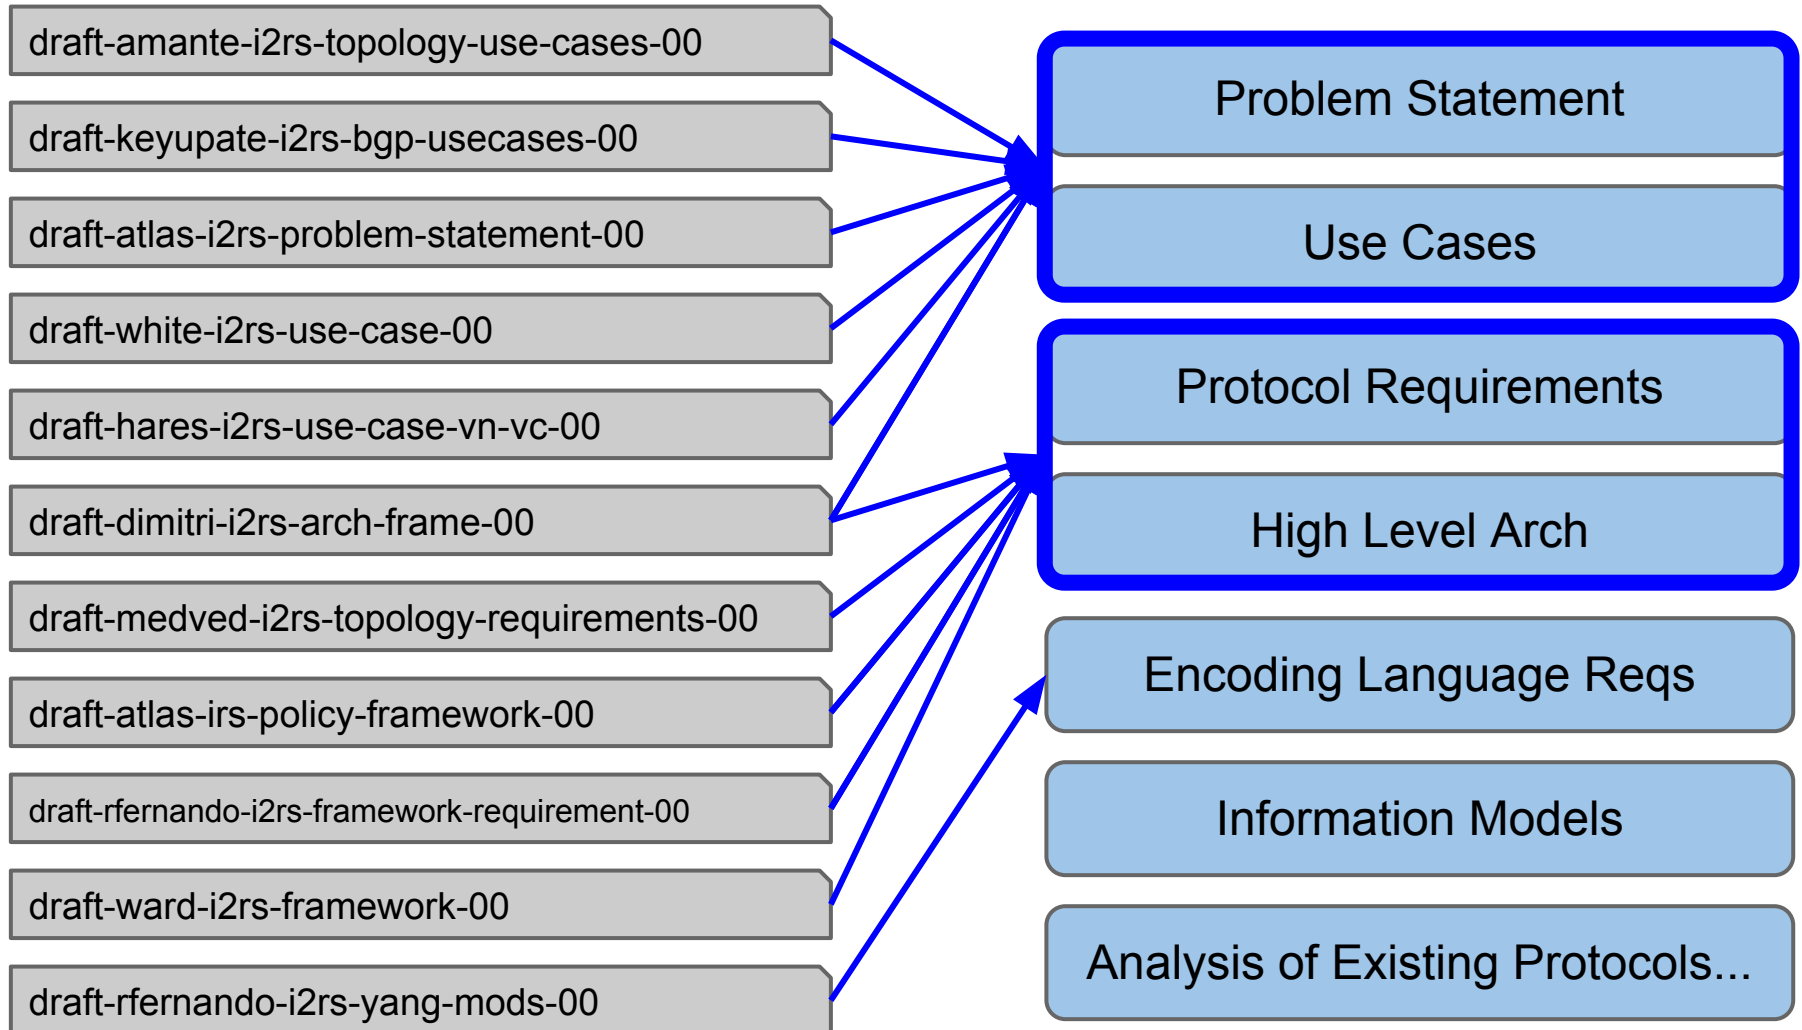 draft-amante-i2rs-topology-use-cases-00
draft-keyupate-i2rs-bgp-usecases-00
draft-atlas-i2rs-problem-statement-00
draft-white-i2rs-use-case-00
draft-hares-i2rs-use-case-vn-vc-00
draft-dimitri-i2rs-arch-frame-00
draft-medved-i2rs-topology-requirements-00
draft-atlas-irs-policy-framework-00
draft-rfernando-i2rs-framework-requirement-00
draft-ward-i2rs-framework-00
draft-rfernando-i2rs-yang-mods-00
Problem Statement
Use Cases
Protocol Requirements
High Level Arch
Encoding Language Reqs
Information Models
Analysis of Existing Protocols...